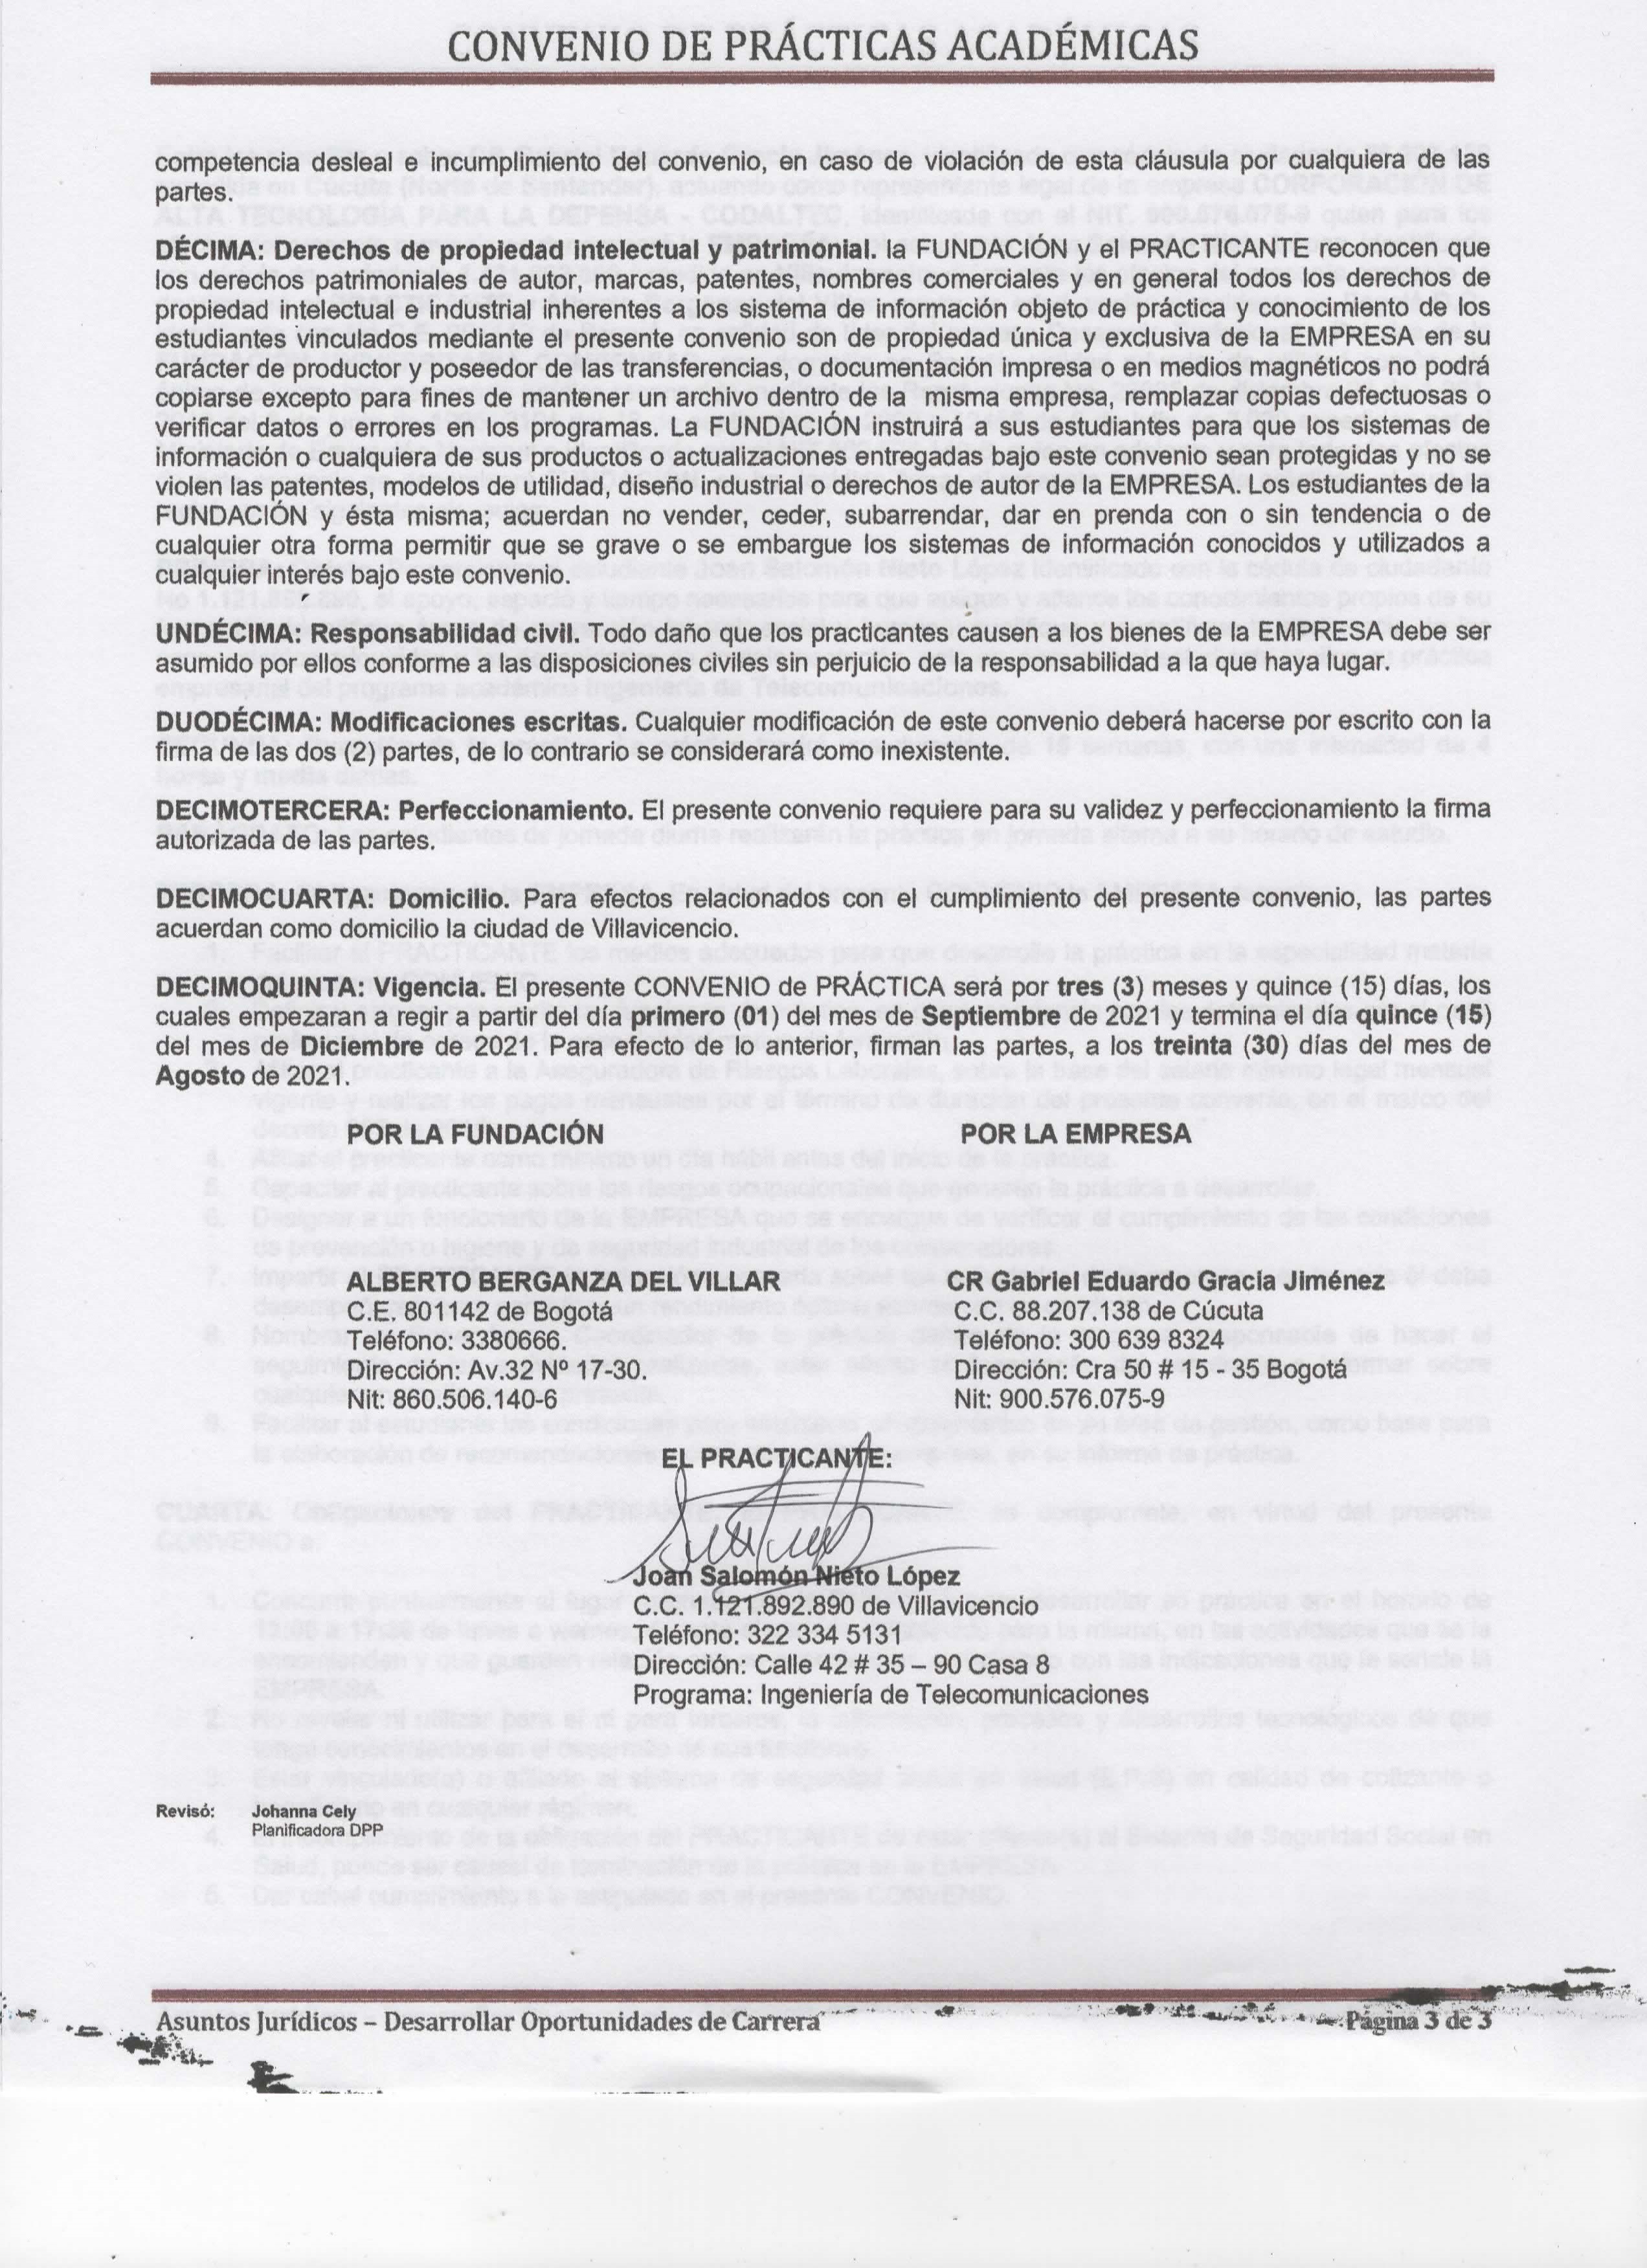 CONVENIO DE PRÁCTICAS ACADÉMICAS
competencia desleal e incumplimiento del convenio, en caso de violación de esta cláusula por cualquiera de las
partes.
DÉCIMA: Derechos de propiedad intelectual y patrimonial. la FUNDACIÓN y el PRACTICANTE reconocen que
los derechos patrimoniales de autor, marcas, patentes, nombres comerciales y en general todos los derechos de
propiedad intelectual e industrial inherentes a los sistema de información objeto de práctica y conocimiento de los
estudiantes vinculados mediante el presente convenio son de propiedad única y exclusiva de la EMPRESA en su
carácter de productor y poseedor de las transferencias, o documentación impresa o en medios magnéticos no podrá
copiarse excepto para fines de mantener un archivo dentro de la misma empresa, remplazar copias defectuosas o
verificar datos o errores en los programas. La FUNDACIÓN instruirá a sus estudiantes para que los sistemas de
información o cualquiera de sus productos o actualizaciones entregadas bajo este convenio sean protegidas y no se
violen las patentes, modelos de utilidad, diseño industrial o derechos de autor de la EMPRESA. Los estudiantes de la
FUNDACIÓN y ésta misma; acuerdan no vender, ceder, subarrendar, dar en prenda con o sin tendencia o de
cualquier otra forma permitir que se grave o se embargue los sistemas de información conocidos y utilizados a
cualquier interés bajo este convenio.
UNDÉCIMA: Responsabilidad civil. Todo daño que los practicantes causen a los bienes de la EMPRESA debe ser
asumido por ellos conforme a las disposiciones civiles sin perjuicio de la responsabilidad a la que haya lugar.
DUODÉCIMA: Modificaciones escritas. Cualquier modificación de este convenio deberá hacerse por escrito con la
firma de las dos (2) partes, de lo contrario se considerará como inexistente.
DECIMOTERCERA: Perfeccionamiento. El presente convenio requiere para su validez y perfeccionamiento la firma
autorizada de las partes.
DECIMOCUARTA: Domicilio. Para efectos relacionados con el cumplimiento del presente convenio, las partes
acuerdan como domicilio la ciudad de Villavicencio.
DECIMOQUINTA: Vigencia. El presente CONVENIO de PRÁCTICA será por tres (3) meses y quince (15) días, los
cuales empezaran a regir a partir del día primero (01) del mes de Septiembre de 2021 y termina el día quince (15)
del mes de Diciembre de 2021. Para efecto de lo anterior, firman las partes, a los treinta (30) días del mes de
Agosto de 2021.
POR LA FUNDACIÓN POR LA EMPRESA
ALBERTO BERGANZA DEL VILLAR CR Gabriel Eduardo Gracia Jiménez
C.E. 801142 de Bogotá C.C. 88.207.138 de Cúcuta
Teléfono: 3380666. Teléfono: 300 639 8324
Dirección: Av.32 Nº 17-30. Dirección: Cra 50 # 15 - 35 Bogotá
Nit: 860.506.140-6 Nit: 900.576.075-9
EL PRACTICANTE:
Joan Salomón Nieto López
C.C. 1.121.892.890 de Villavicencio
Teléfono: 322 334 5131
Dirección: Calle 42 # 35 – 90 Casa 8
Programa: Ingeniería de Telecomunicaciones
Revisó: Johanna Cely
Planificadora DPP
Asuntos Jurídicos – Desarrollar Oportunidades de Carrera Página 3 de 3